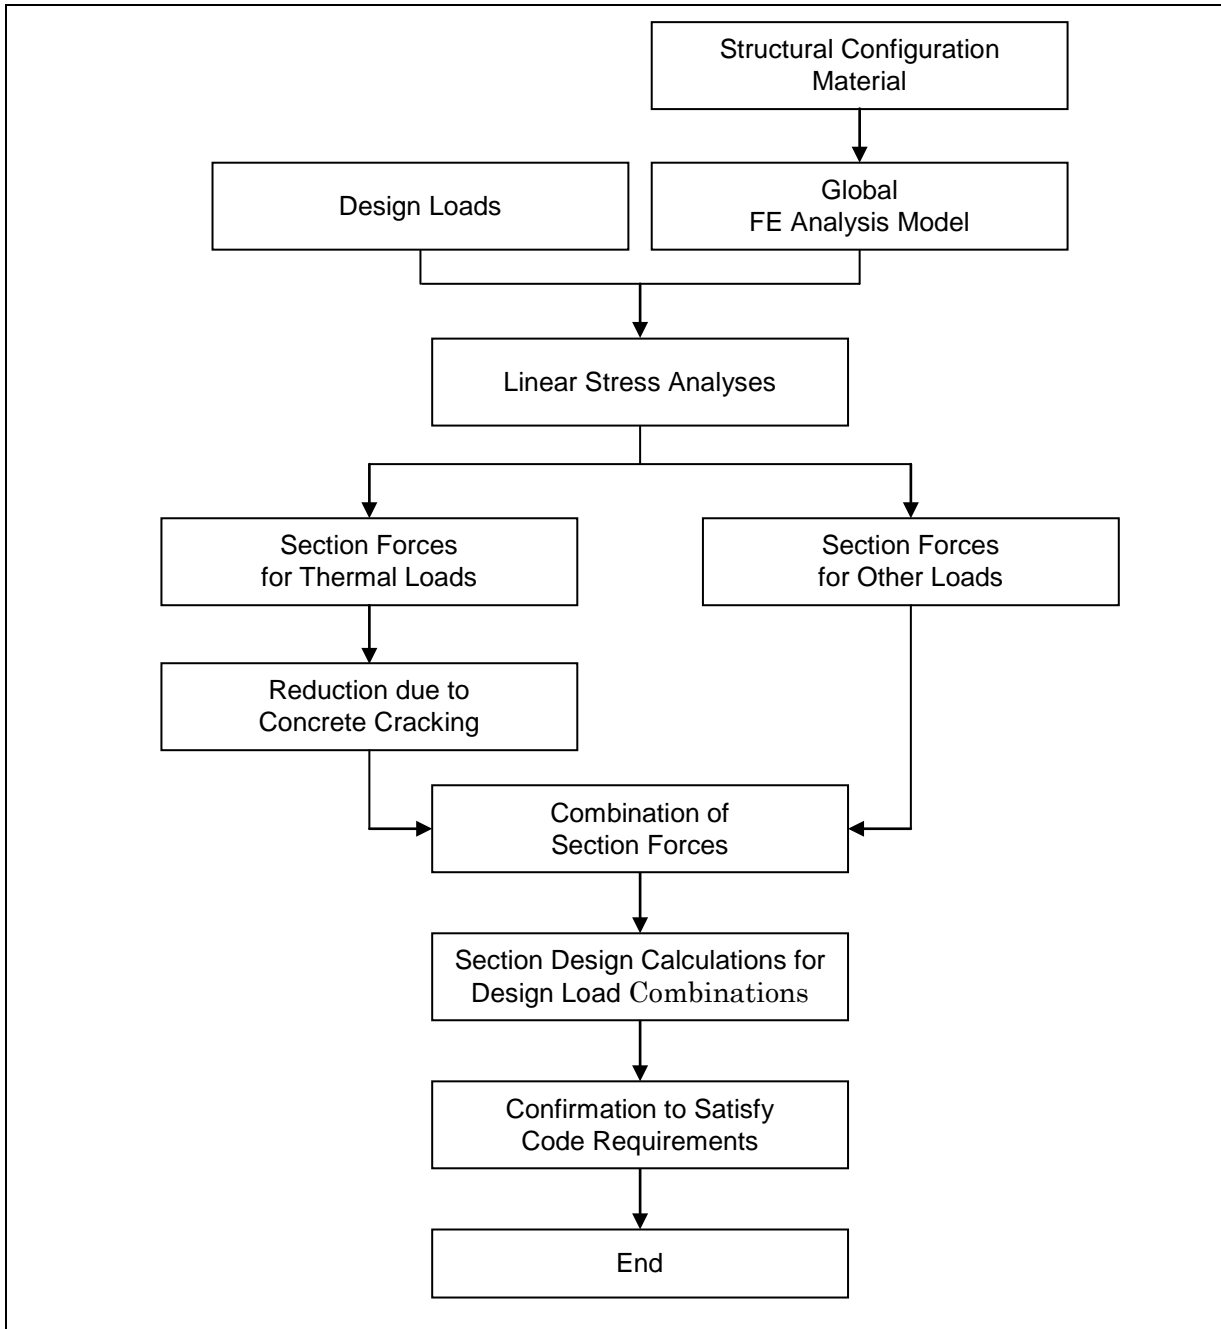 Structural Configuration
Material
Design Loads
Global
FE Analysis Model
Linear Stress Analyses
Section Forces
for Thermal Loads
Section Forces
for Other Loads
Reduction due to
Concrete Cracking
Combination of
Section Forces
Section Design Calculations for
Design Load Combinations
Confirmation to Satisfy
Code Requirements
End